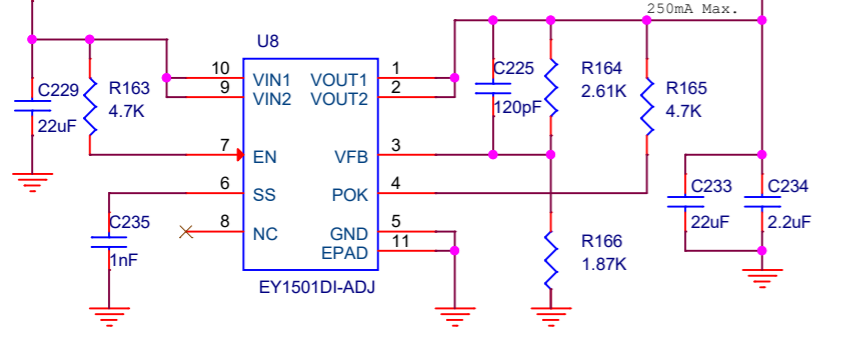 250mA Max.
U8
C229
22uF
R163
4.7K
10
9
VIN1
VIN2
VOUT1
VOUT2
1
2
C225
120pF
R164
2.61K
R165
4.7K
7
EN
VFB
3
6
SS
POK
4
C235
1nF
8
NC
GND
EPAD
5
11
R166
1.87K
C233
22uF
C234
2.2uF
EY1501DI-ADJ